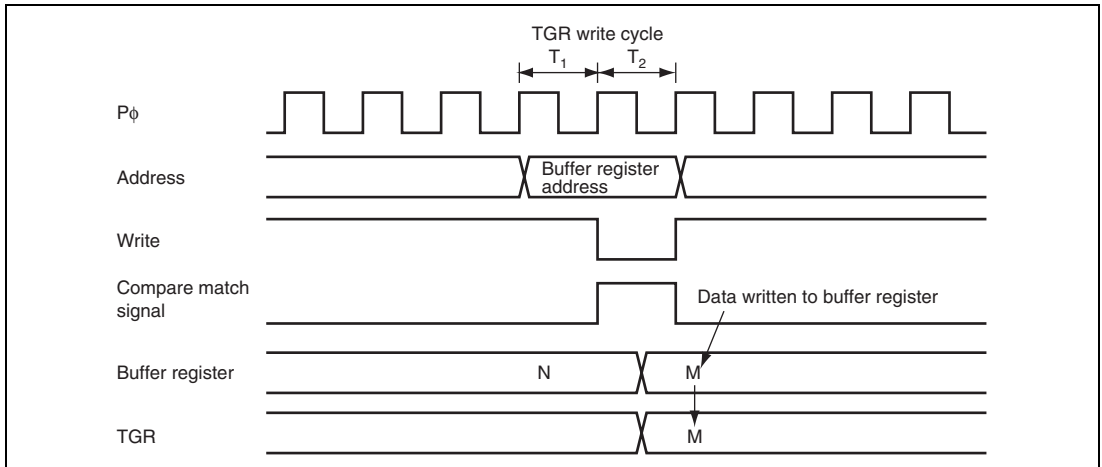 TGR write cycle
T1 T2
Pϕ
Address
Buffer register
address
Write
Compare match
signal
Data written to buffer register
Buffer register
N
M
TGR
M